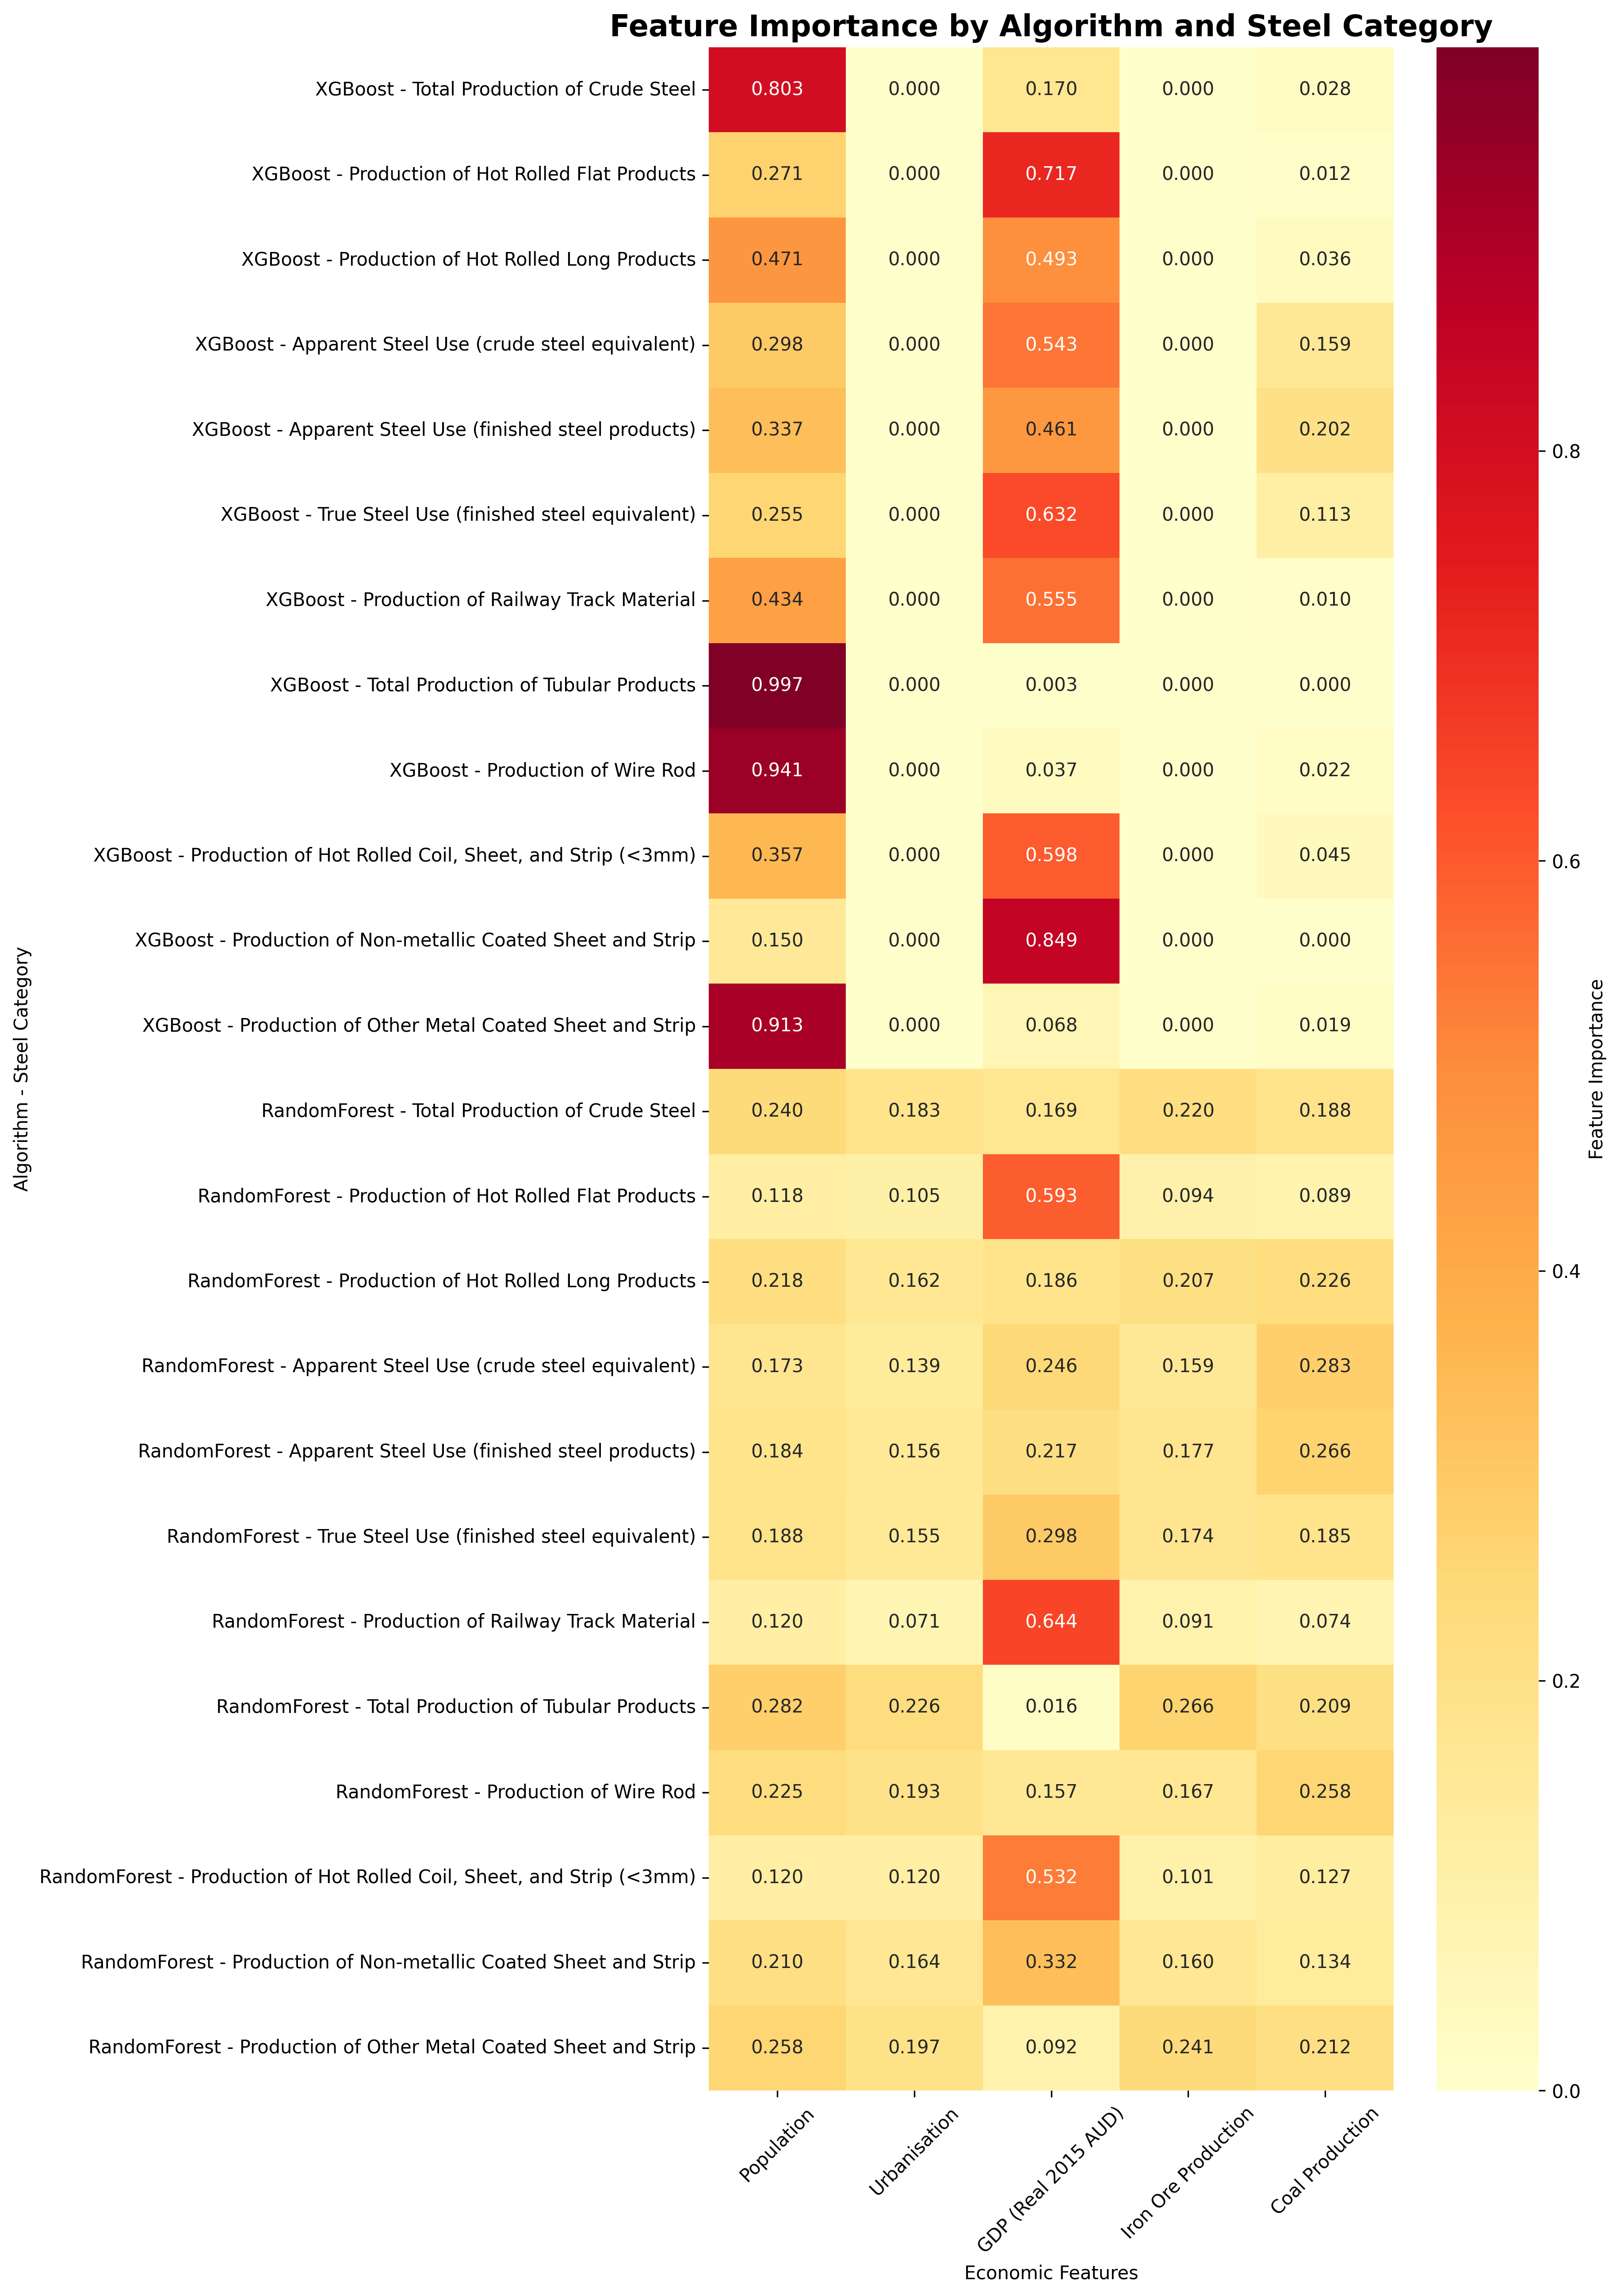 Feature Importance by Algorithm and Steel Category
XGBoost - Total Production of Crude Steel 0.803 0.000 0.170 0.000 0.028
XGBoost - Production of Hot Rolled Flat Products 0.271 0.000 0.717 0.000 0.012
XGBoost - Production of Hot Rolled Long Products 0.471 0.000 0.493 0.000 0.036
XGBoost - Apparent Steel Use (crude steel equivalent) 0.298 0.000 0.543 0.000 0.159
XGBoost - Apparent Steel Use (finished steel products) 0.337 0.000 0.461 0.000 0.202
XGBoost - True Steel Use (finished steel equivalent) 0.255 0.000 0.632 0.000 0.113
XGBoost - Production of Railway Track Material 0.434 0.000 0.555 0.000 0.010
XGBoost - Total Production of Tubular Products 0.997 0.000 0.003 0.000 0.000
XGBoost - Production of Wire Rod 0.941 0.000 0.037 0.000 0.022
XGBoost - Production of Hot Rolled Coil, Sheet, and Strip (<3mm) 0.357 0.000 0.598 0.000 0.045
XGBoost - Production of Non-metallic Coated Sheet and Strip 0.150 0.000 0.849 0.000 0.000
XGBoost - Production of Other Metal Coated Sheet and Strip 0.913 0.000 0.068 0.000 0.019
RandomForest - Total Production of Crude Steel 0.240 0.183 0.169 0.220 0.188
RandomForest - Production of Hot Rolled Flat Products 0.118 0.105 0.593 0.094 0.089
RandomForest - Production of Hot Rolled Long Products 0.218 0.162 0.186 0.207 0.226
RandomForest - Apparent Steel Use (crude steel equivalent) 0.173 0.139 0.246 0.159 0.283
RandomForest - Apparent Steel Use (finished steel products) 0.184 0.156 0.217 0.177 0.266
RandomForest - True Steel Use (finished steel equivalent) 0.188 0.155 0.298 0.174 0.185
RandomForest - Production of Railway Track Material 0.120 0.071 0.644 0.091 0.074
RandomForest - Total Production of Tubular Products 0.282 0.226 0.016 0.266 0.209
RandomForest - Production of Wire Rod 0.225 0.193 0.157 0.167 0.258
RandomForest - Production of Hot Rolled Coil, Sheet, and Strip (<3mm) 0.120 0.120 0.532 0.101 0.127
RandomForest - Production of Non-metallic Coated Sheet and Strip 0.210 0.164 0.332 0.160 0.134
RandomForest - Production of Other Metal Coated Sheet and Strip 0.258 0.197 0.092 0.241 0.212
Algorithm - Steel Category
Population
Urbanisation
GDP (Real 2015 AUD)
Iron Ore Production
Coal Production
Economic Features
0.8
0.6
0.4
0.2
0.0
Feature Importance